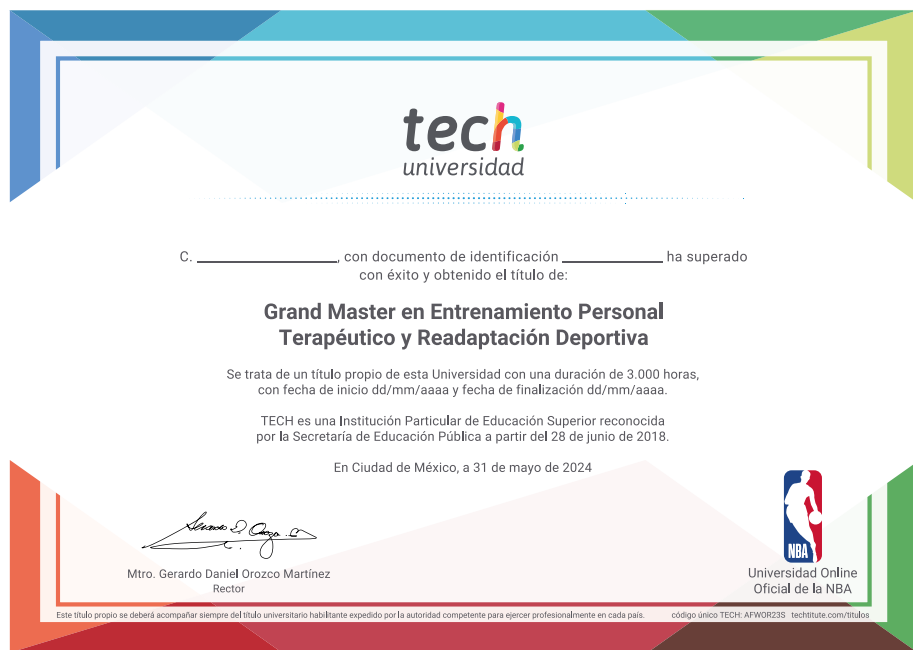 tech
universidad
C. ____________________, con documento de identificación ______________ ha superado
con éxito y obtenido el título de:
Grand Master en Entrenamiento Personal
Terapéutico y Readaptación Deportiva
Se trata de un título propio de esta Universidad con una duración de 3.000 horas,
con fecha de inicio dd/mm/aaaa y fecha de finalización dd/mm/aaaa.
TECH es una Institución Particular de Educación Superior reconocida
por la Secretaría de Educación Pública a partir del 28 de junio de 2018.
En Ciudad de México, a 31 de mayo de 2024
Mtro. Gerardo Daniel Orozco Martínez
Rector
NBA
Universidad Online
Oficial de la NBA
Este título propio se deberá acompañar siempre del título universitario habilitante expedido por la autoridad competente para ejercer profesionalmente en cada país. código único TECH: AFWOR23S techtitute.com/titulos